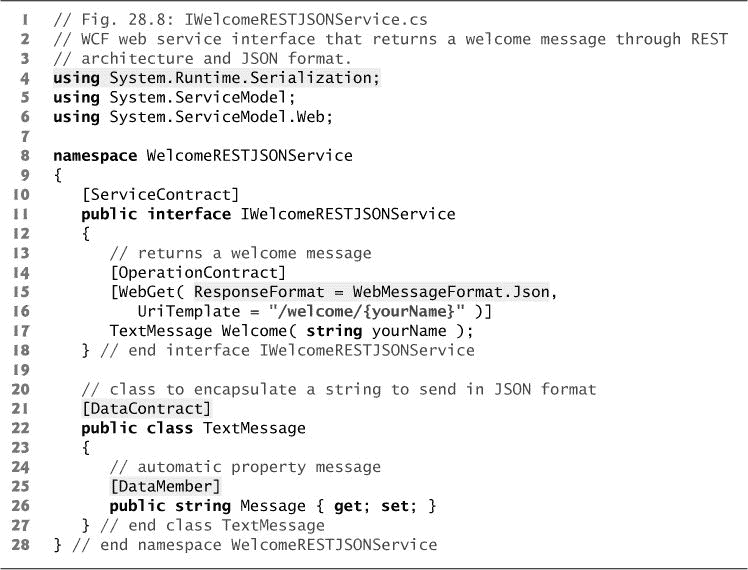 1 // Fig. 28.8: IWelcomeRESTJSONService.cs
2 // WCF web service interface that returns a welcome message through REST
3 // architecture and JSON format.
4 using System.Runtime.Serialization;
5 using System.ServiceModel;
6 using System.ServiceModel.Web;
7
8 namespace WelcomeRESTJSONService
9 {
10    [ServiceContract]
11    public interface IWelcomeRESTJSONService
12    {
13       // returns a welcome message
14       [OperationContract]
15       [WebGet( ResponseFormat = WebMessageFormat.Json,
16          UriTemplate = "/welcome/{yourName}" )]
17       TextMessage Welcome( string yourName );
18    } // end interface IWelcomeRESTJSONService
19
20    // class to encapsulate a string to send in JSON format
21    [DataContract]
22    public class TextMessage
23    {
24       // automatic property message
25       [DataMember]
26       public string Message { get; set; }
27    } // end class TextMessage
28 } // end namespace WelcomeRESTJSONService